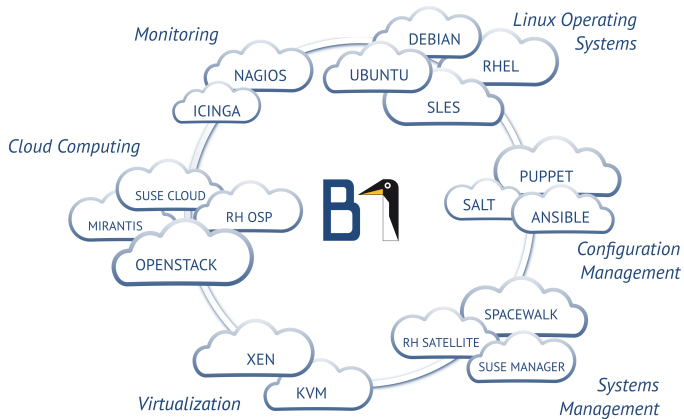 Monitoring
NAGIOS
ICINGA
Linux Operating
Systems
DEBIAN
UBUNTU
RHEL
SLES
Cloud Computing
SUSE CLOUD
MIRANTIS
RH OSP
OPENSTACK
B1
PUPPET
SALT
ANSIBLE
Configuration
Management
SPACEWALK
RH SATELLITE
SUSE MANAGER
Systems
Management
XEN
KVM
Virtualization